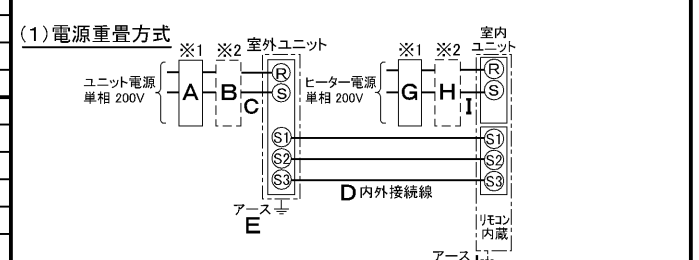 (1)電源重畳方式
※1 ※2 室外ユニット
ユニット電源
単相 200V
A B C
R
S
S1
S2
S3
アース
E
※1 ※2 室内
ユニット
ヒーター電源
単相 200V
G H I
R
S
S1
S2
S3
D 内外接続線
リモコン
内蔵
アース